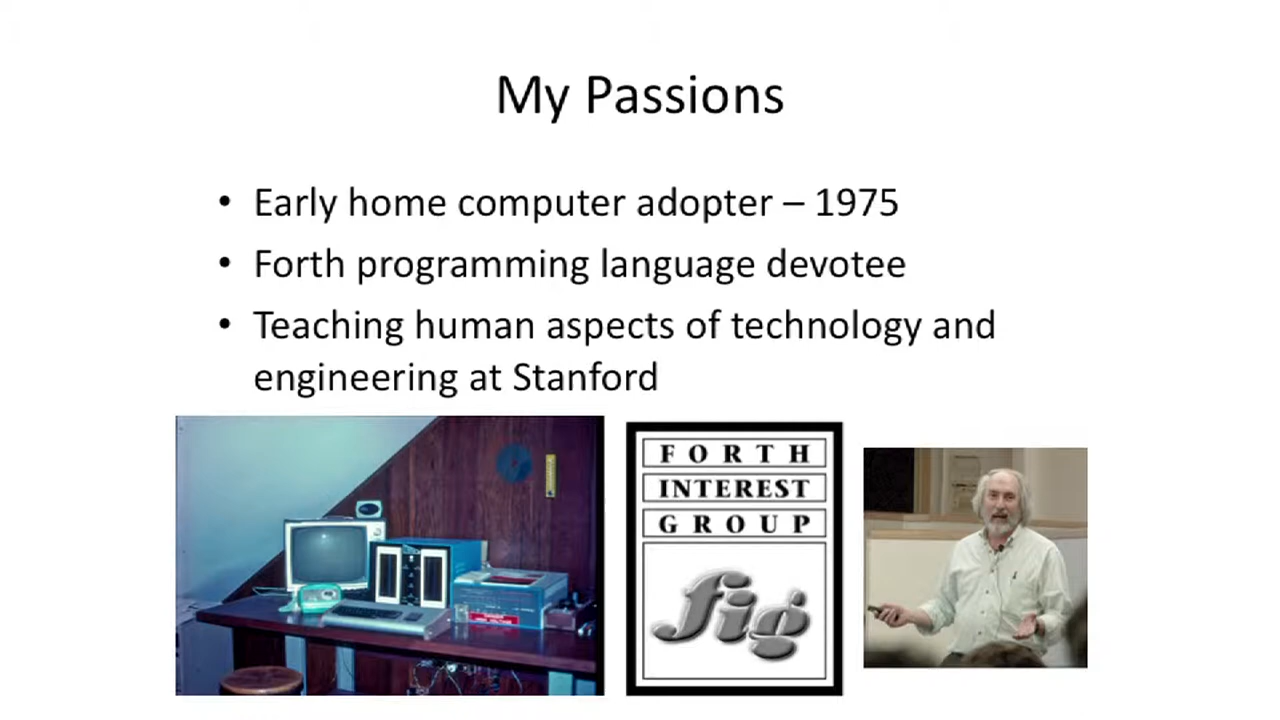 My Passions
• Early home computer adopter – 1975
• Forth programming language devotee
• Teaching human aspects of technology and
engineering at Stanford
FORTH
INTEREST
GROUP
fig